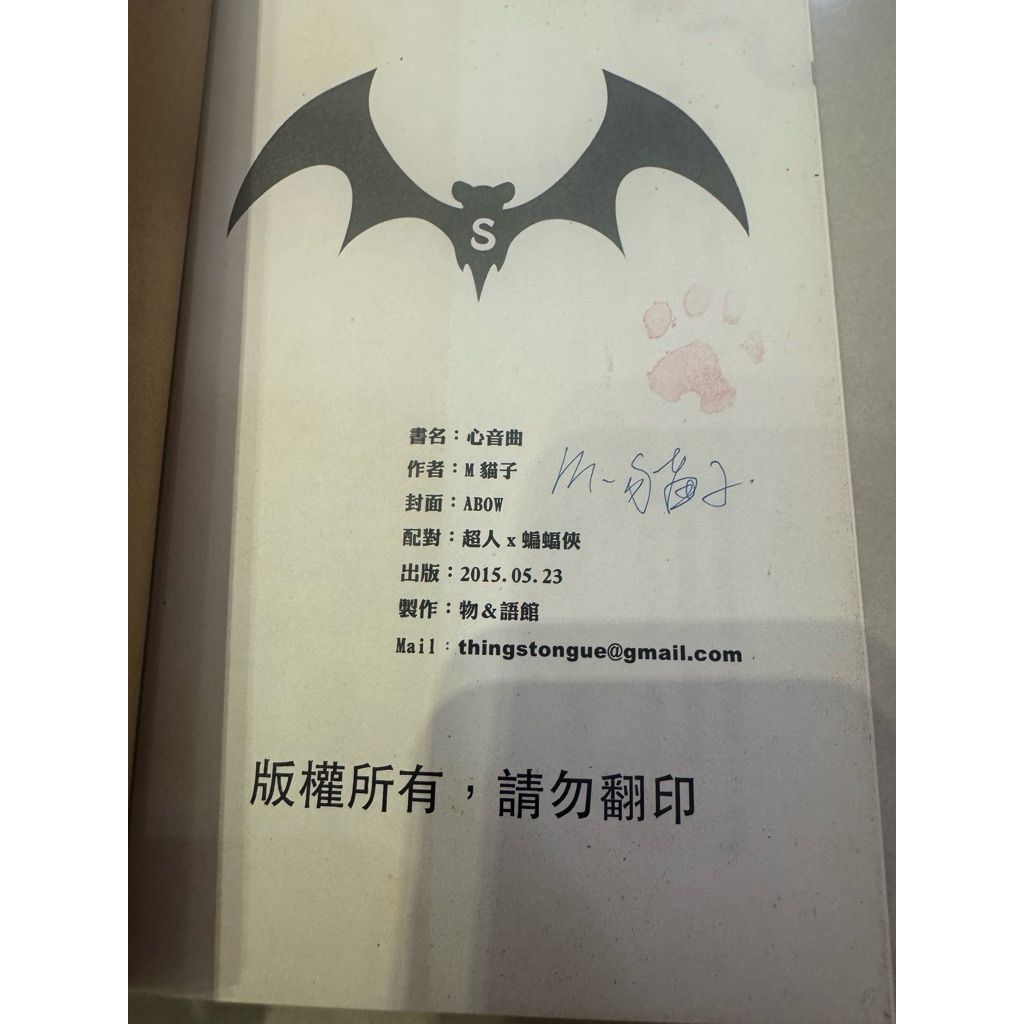 S
書名：心音曲
作者：M 貓子
M-貓子
封面：ABOW
配對：超人 x 蝙蝠俠
出版：2015.05.23
製作：物＆語館
Mail：thingstongue@gmail.com
版權所有，請勿翻印